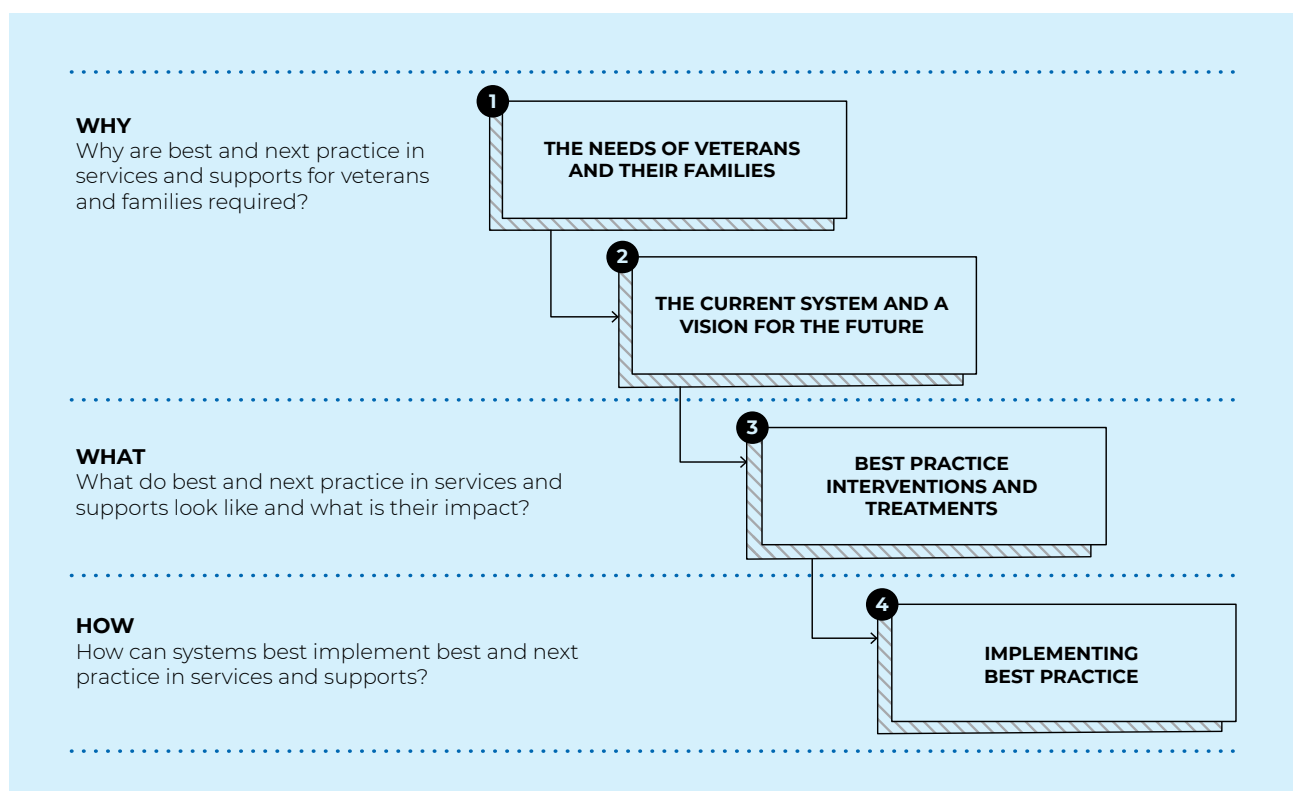 WHY
Why are best and next practice in
services and supports for veterans
and families required?
1
THE NEEDS OF VETERANS
AND THEIR FAMILIES
2
THE CURRENT SYSTEM AND A
VISION FOR THE FUTURE
WHAT
What do best and next practice in services and
supports look like and what is their impact?
3
BEST PRACTICE
INTERVENTIONS AND
TREATMENTS
HOW
How can systems best implement best and next
practice in services and supports?
4
IMPLEMENTING
BEST PRACTICE